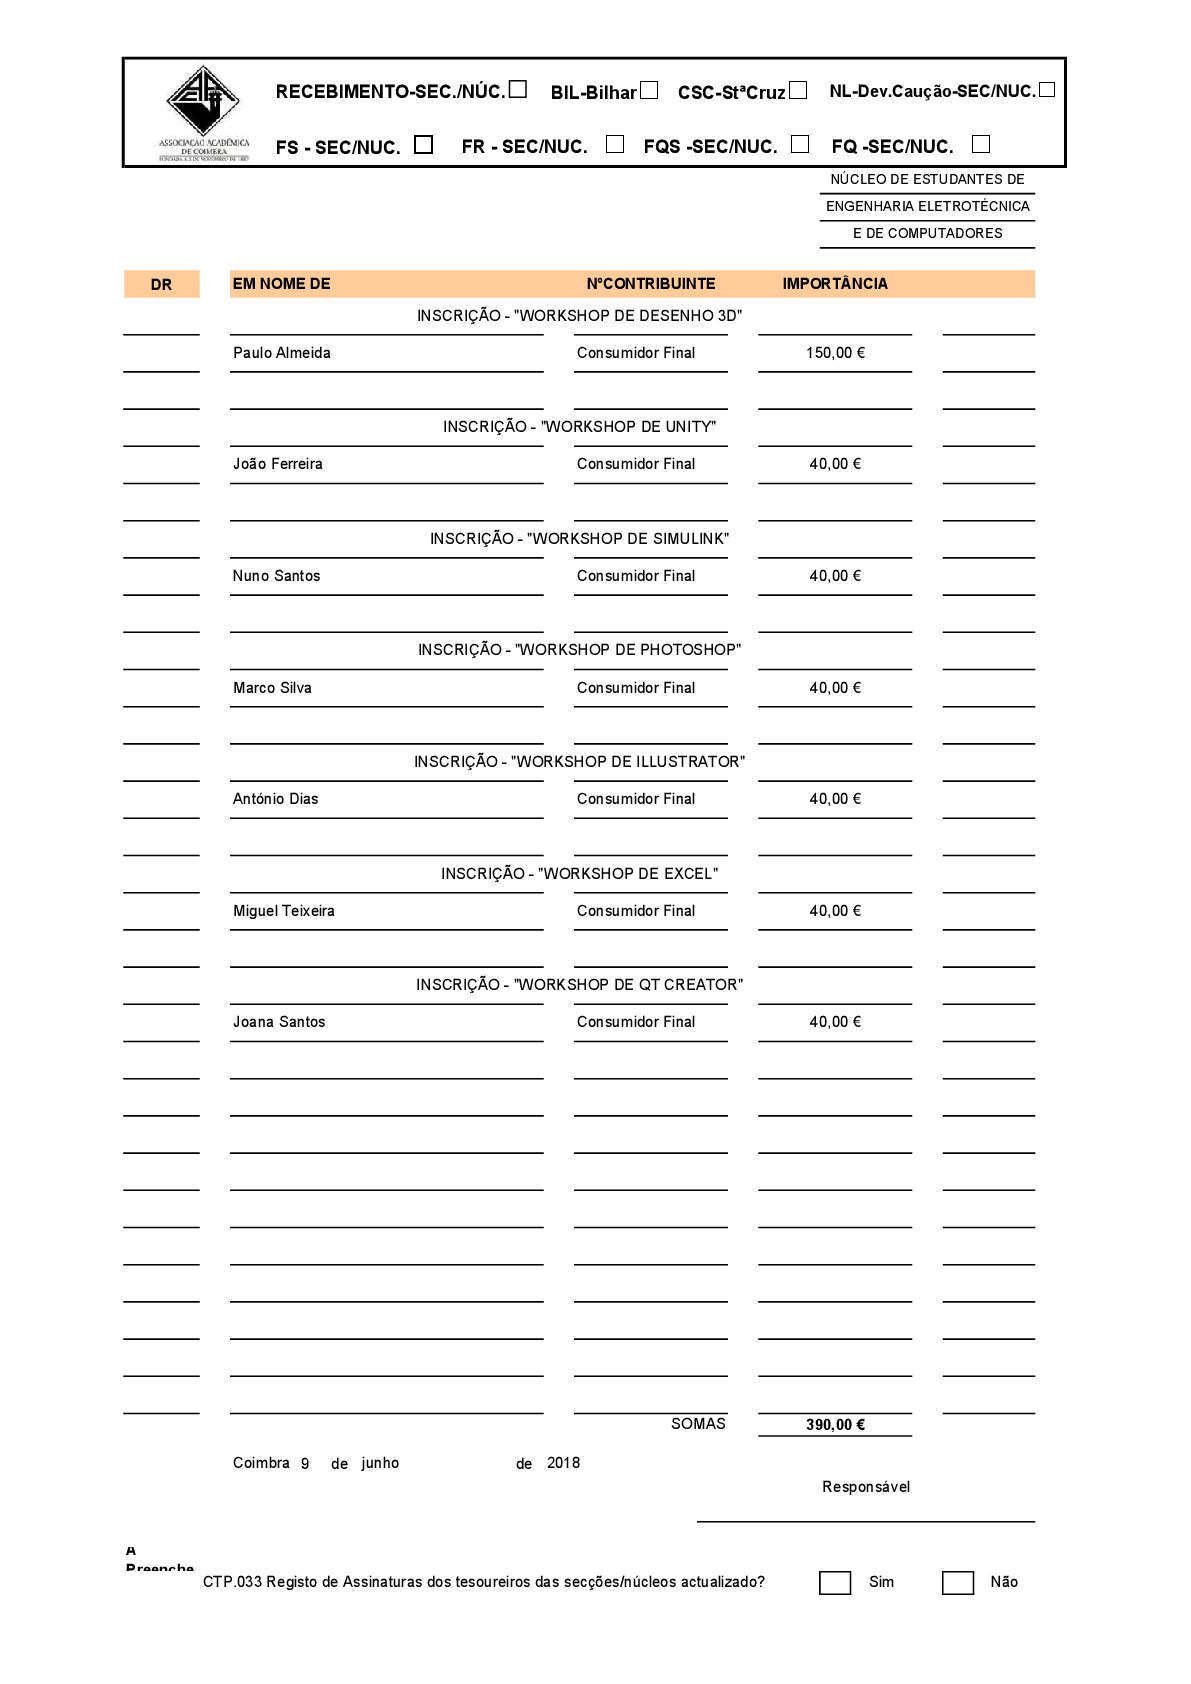 RECEBIMENTO-SEC./NÚC. BIL-Bilhar CSC-StªCruz NL-Dev.Caução-SEC/NUC.
ASSOCIAÇÃO ACADÉMICA
DE COIMBRA
FUNDADA A 3 DE NOVEMBRO DE 1887
FS - SEC/NUC. FR - SEC/NUC. FQS -SEC/NUC. FQ -SEC/NUC.
NÚCLEO DE ESTUDANTES DE
ENGENHARIA ELETROTÉCNICA
E DE COMPUTADORES
DR EM NOME DE NºCONTRIBUINTE IMPORTÂNCIA
INSCRIÇÃO - "WORKSHOP DE DESENHO 3D"
Paulo Almeida Consumidor Final 150,00 €
INSCRIÇÃO - "WORKSHOP DE UNITY"
João Ferreira Consumidor Final 40,00 €
INSCRIÇÃO - "WORKSHOP DE SIMULINK"
Nuno Santos Consumidor Final 40,00 €
INSCRIÇÃO - "WORKSHOP DE PHOTOSHOP"
Marco Silva Consumidor Final 40,00 €
INSCRIÇÃO - "WORKSHOP DE ILLUSTRATOR"
António Dias Consumidor Final 40,00 €
INSCRIÇÃO - "WORKSHOP DE EXCEL"
Miguel Teixeira Consumidor Final 40,00 €
INSCRIÇÃO - "WORKSHOP DE QT CREATOR"
Joana Santos Consumidor Final 40,00 €
SOMAS 390,00 €
Coimbra 9 de junho de 2018
Responsável
A
Preenche
CTP.033 Registo de Assinaturas dos tesoureiros das secções/núcleos actualizado? Sim Não